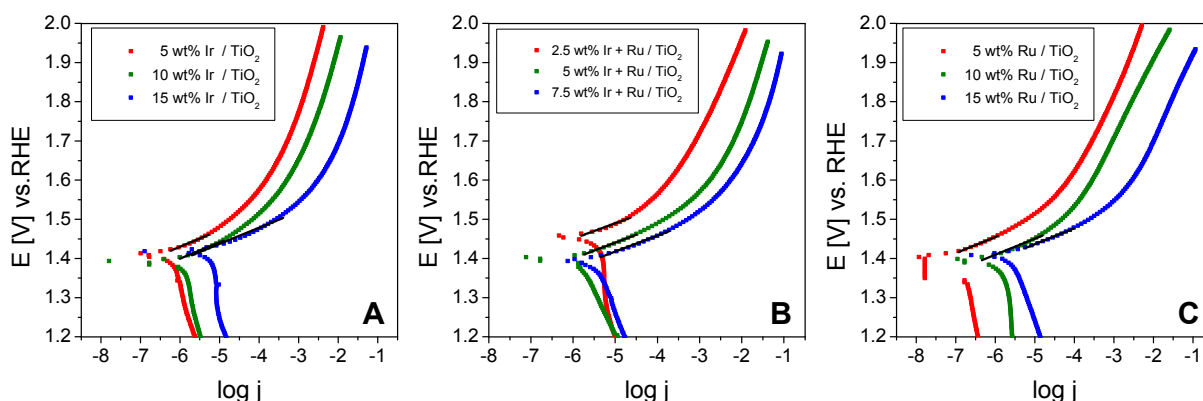 2.0
1.9
1.8
1.7
1.6
1.5
1.4
1.3
1.2
E [V] vs.RHE
5 wt% Ir / TiO2
10 wt% Ir / TiO2
15 wt% Ir / TiO2
A
-8 -7 -6 -5 -4 -3 -2 -1
log j
2.0
1.9
1.8
1.7
1.6
1.5
1.4
1.3
1.2
E [V] vs.RHE
2.5 wt% Ir + Ru / TiO2
5 wt% Ir + Ru / TiO2
7.5 wt% Ir + Ru / TiO2
B
-8 -7 -6 -5 -4 -3 -2 -1
log j
2.0
1.9
1.8
1.7
1.6
1.5
1.4
1.3
1.2
E [V] vs. RHE
5 wt% Ru / TiO2
10 wt% Ru / TiO2
15 wt% Ru / TiO2
C
-8 -7 -6 -5 -4 -3 -2 -1
log j